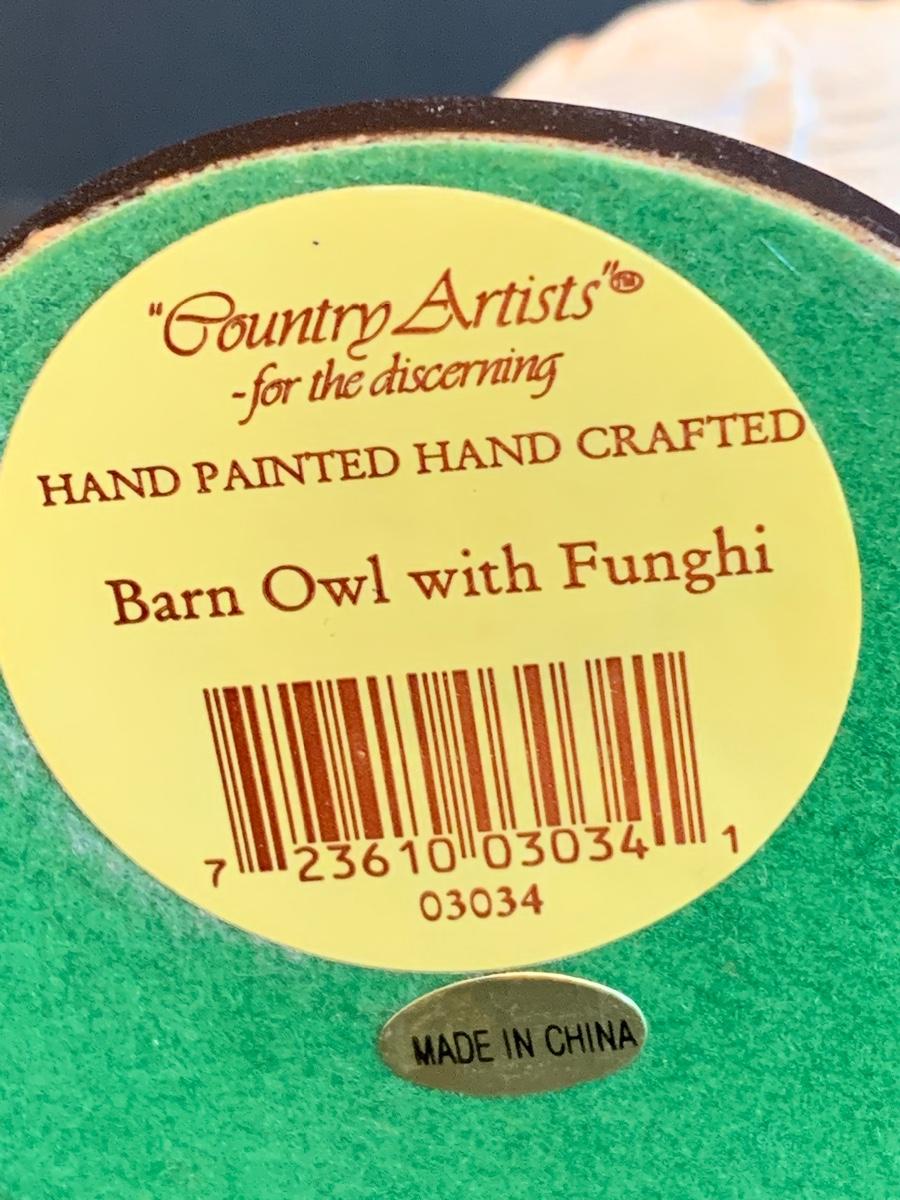 "Country Artists"™
-for the discerning
HAND PAINTED HAND CRAFTED
Barn Owl with Funghi
7 23610 03034 1
03034
MADE IN CHINA